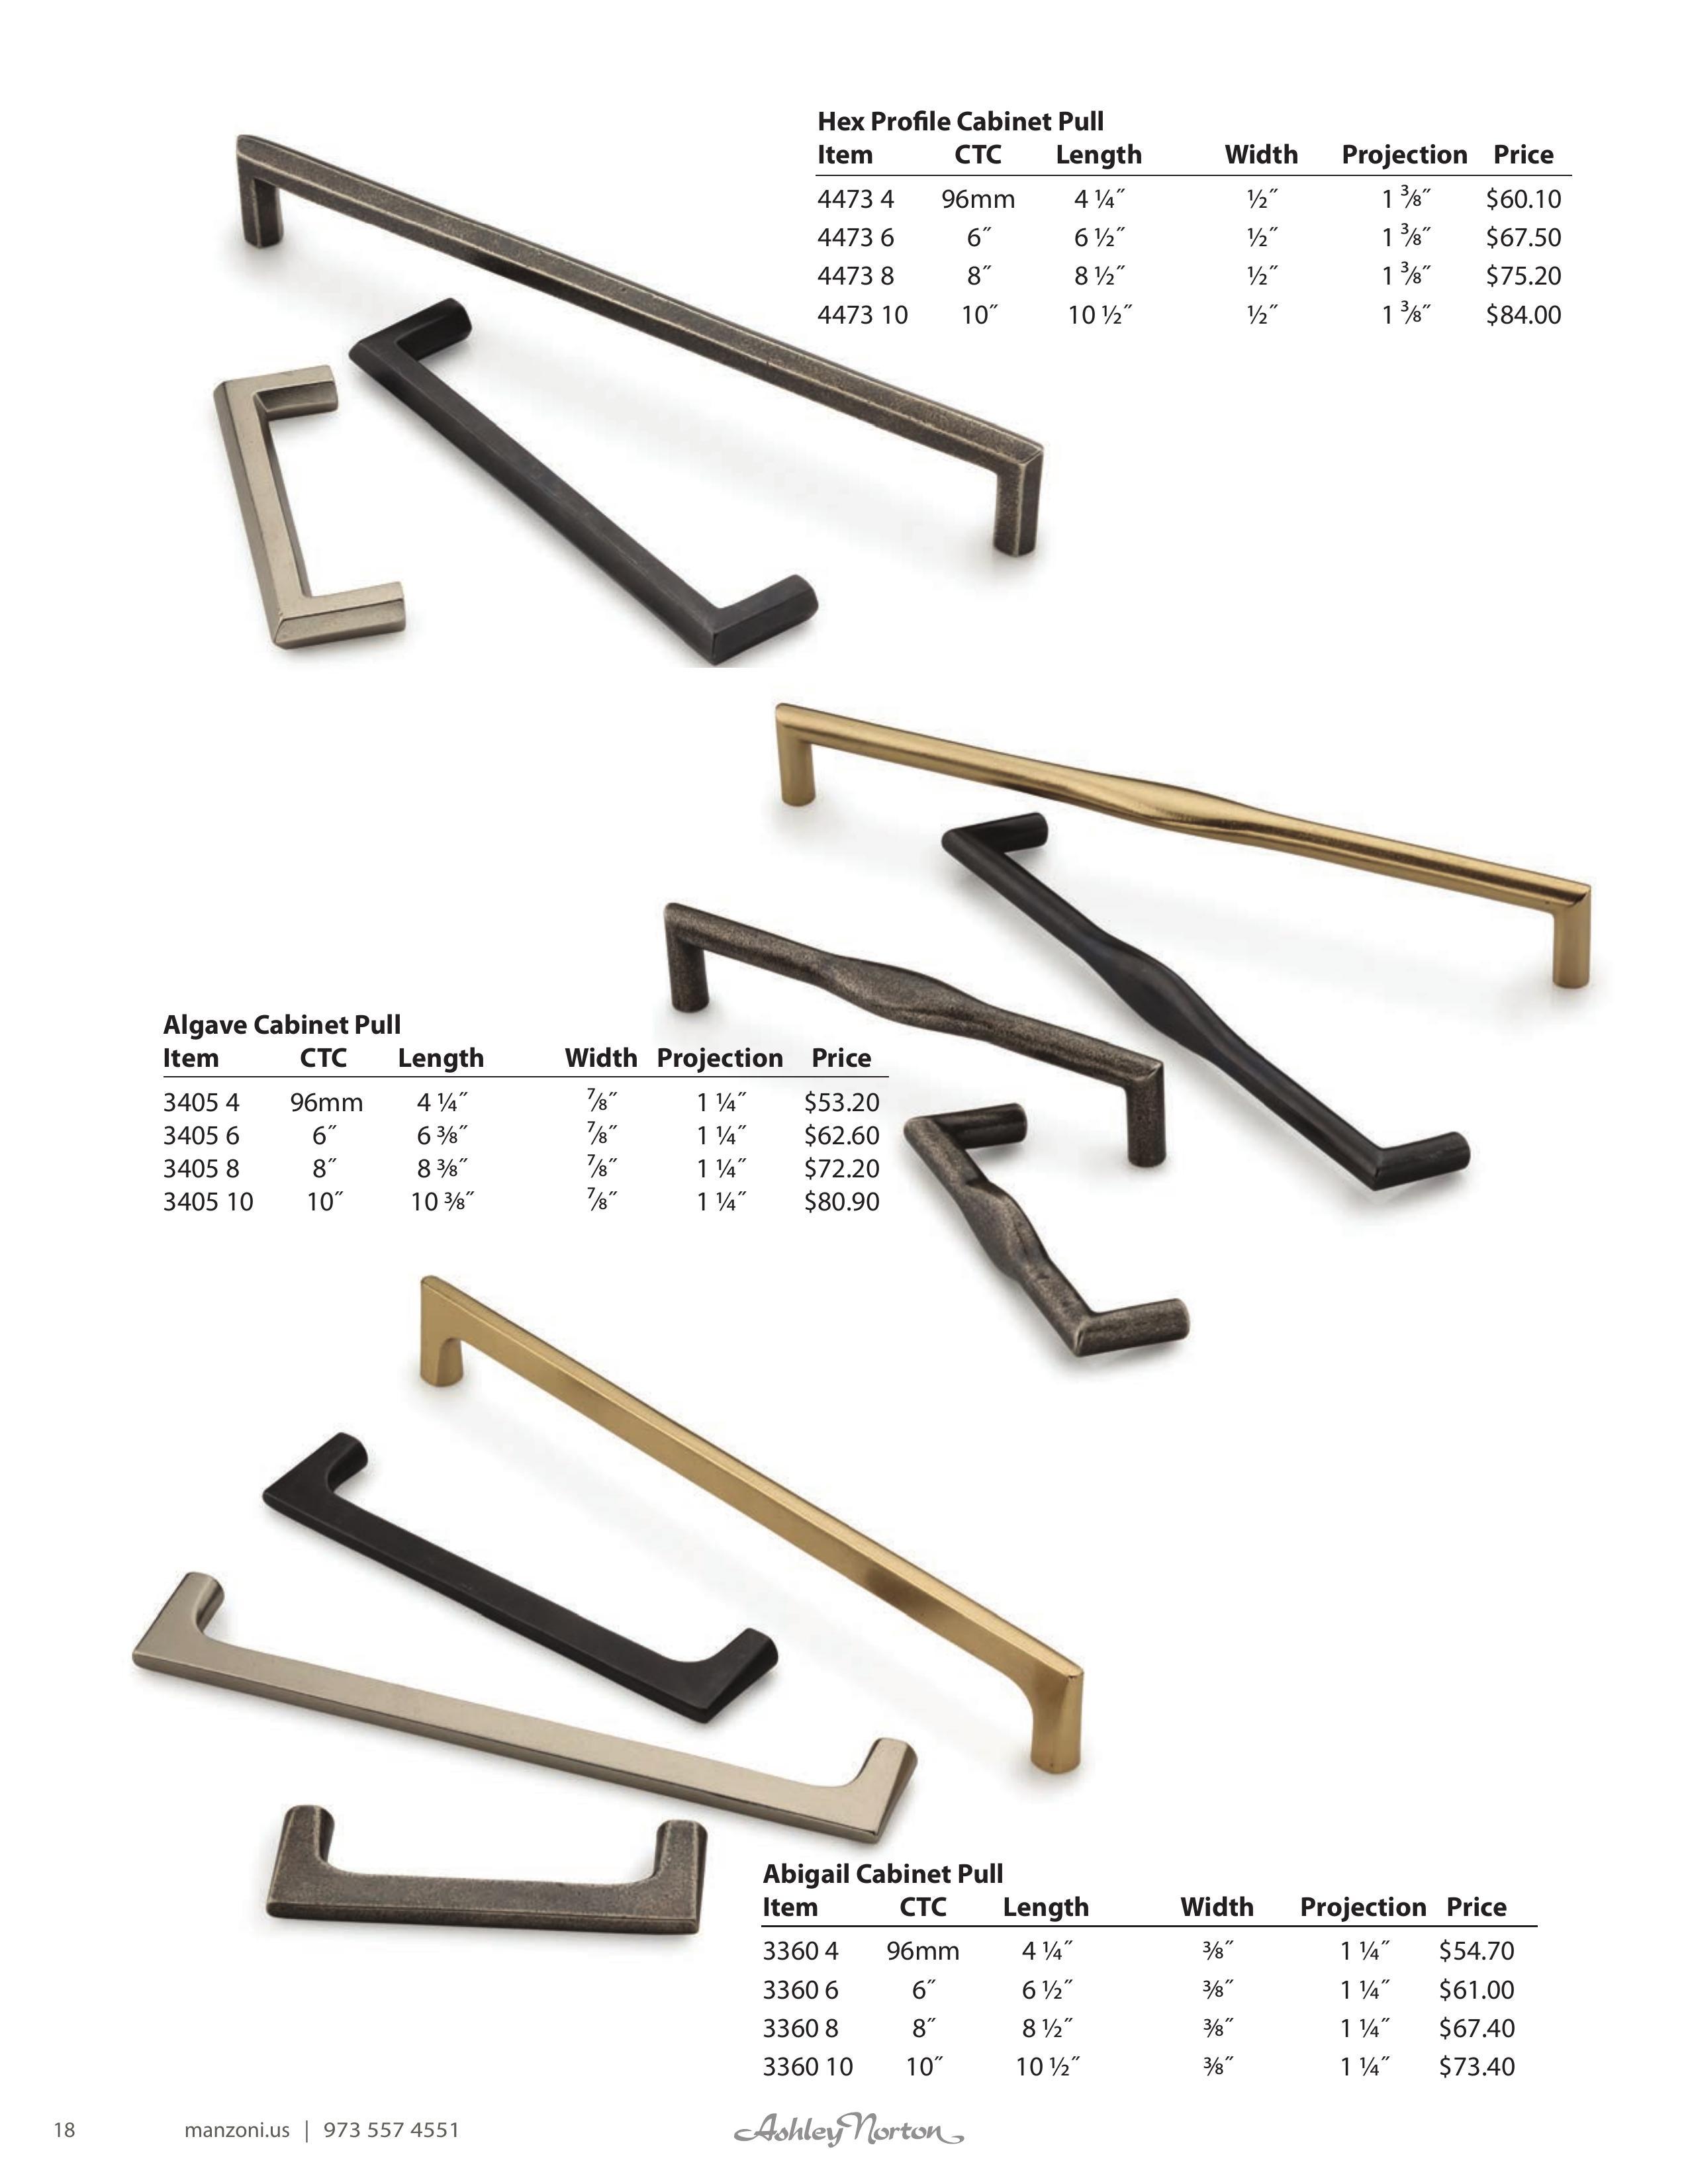 Hex Profile Cabinet Pull
Item CTC Length Width Projection Price
4473 4 96mm 4 ¼″ ½″ 1 ⅜″ $60.10
4473 6 6″ 6 ½″ ½″ 1 ⅜″ $67.50
4473 8 8″ 8 ½″ ½″ 1 ⅜″ $75.20
4473 10 10″ 10 ½″ ½″ 1 ⅜″ $84.00
Algave Cabinet Pull
Item CTC Length Width Projection Price
3405 4 96mm 4 ¼″ ⅞″ 1 ¼″ $53.20
3405 6 6″ 6 ⅜″ ⅞″ 1 ¼″ $62.60
3405 8 8″ 8 ⅜″ ⅞″ 1 ¼″ $72.20
3405 10 10″ 10 ⅜″ ⅞″ 1 ¼″ $80.90
Abigail Cabinet Pull
Item CTC Length Width Projection Price
3360 4 96mm 4 ¼″ ⅜″ 1 ¼″ $54.70
3360 6 6″ 6 ½″ ⅜″ 1 ¼″ $61.00
3360 8 8″ 8 ½″ ⅜″ 1 ¼″ $67.40
3360 10 10″ 10 ½″ ⅜″ 1 ¼″ $73.40
18 manzoni.us | 973 557 4551 Ashley Norton